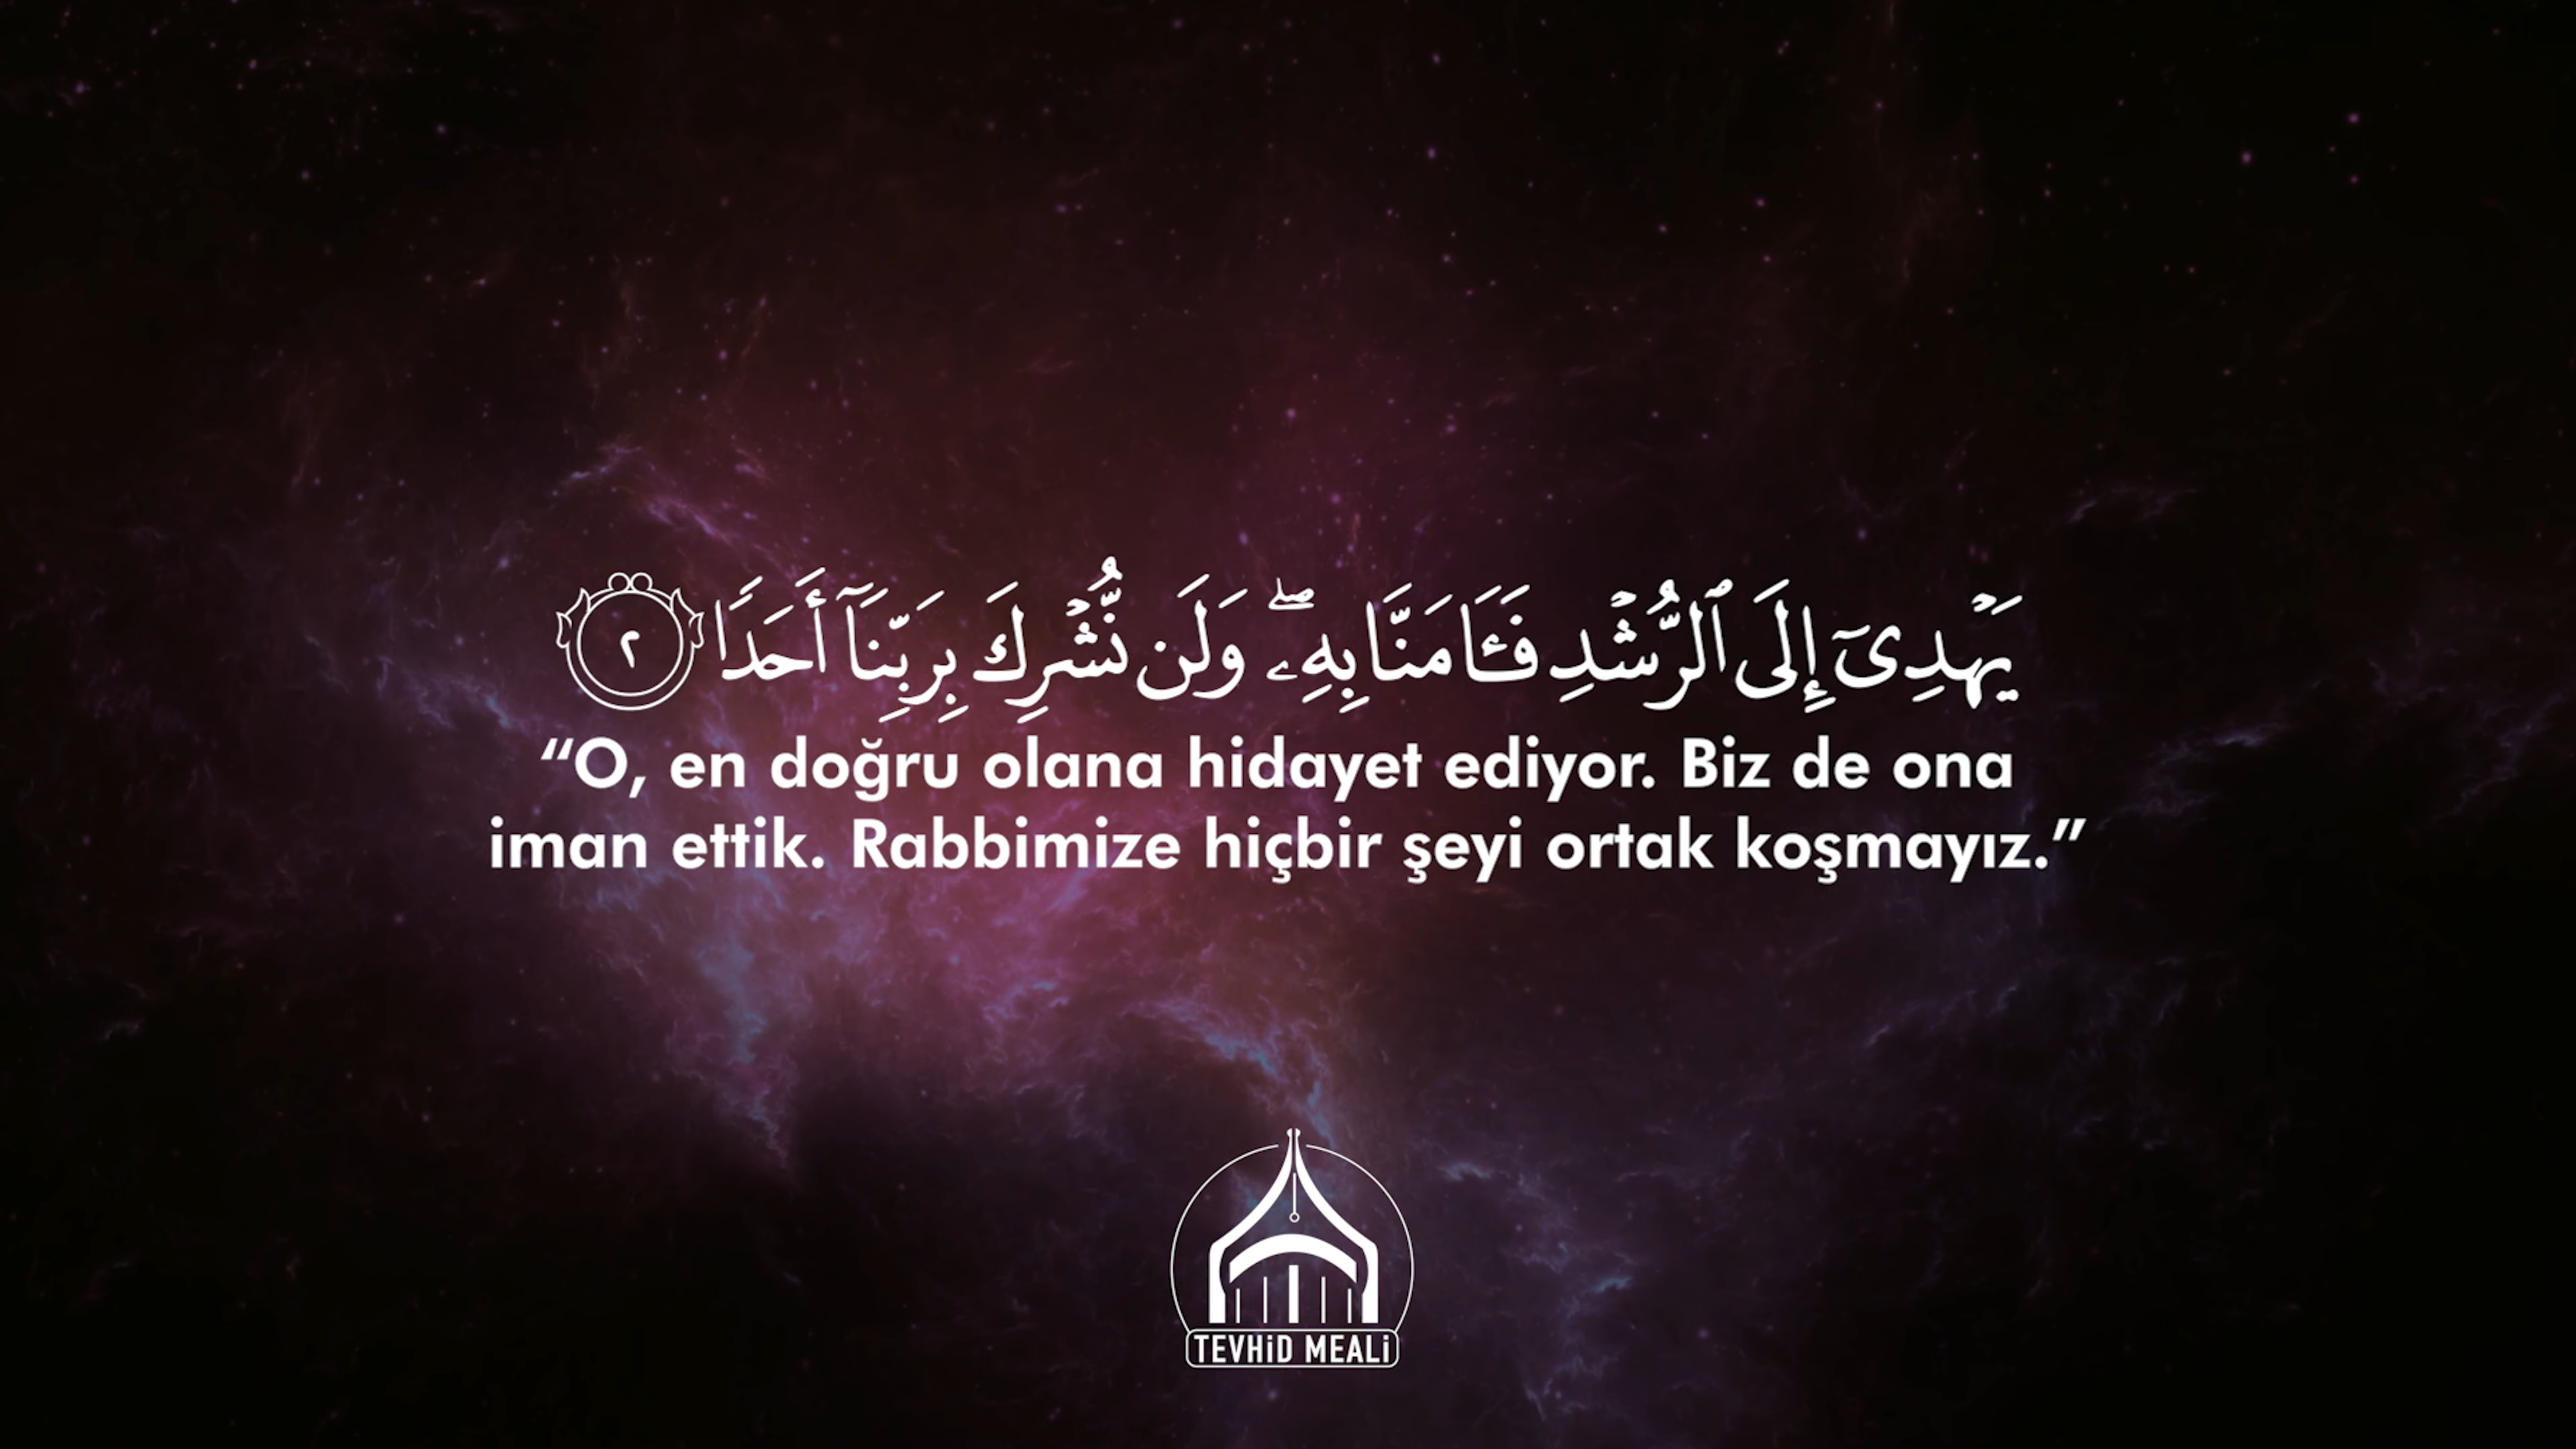 يَهْدِىٓ إِلَى ٱلرُّشْدِ فَـَٔامَنَّا بِهِۦ ۖ وَلَن نُّشْرِكَ بِرَبِّنَآ أَحَدًا ٢
“O, en doğru olana hidayet ediyor. Biz de ona
iman ettik. Rabbimize hiçbir şeyi ortak koşmayız.”
TEVHiD MEALi